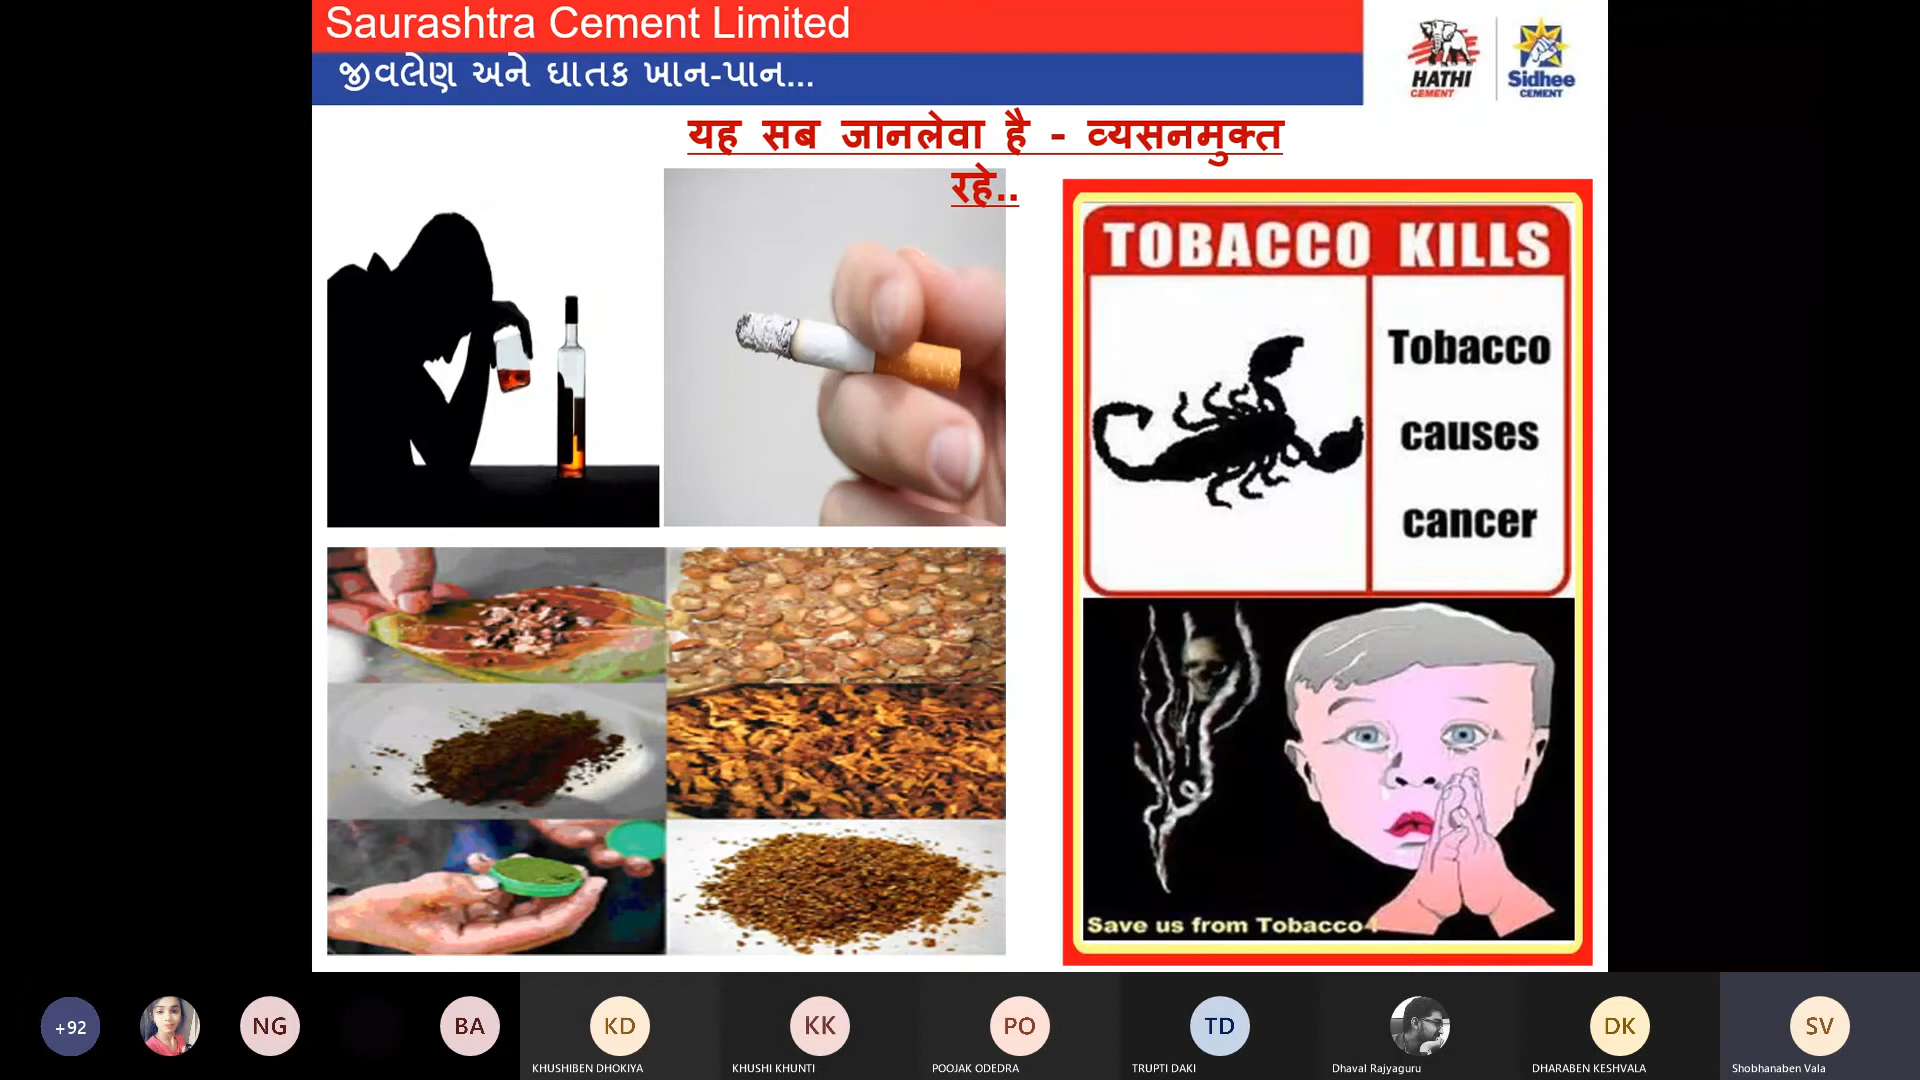 Saurashtra Cement Limited
જીવલેણ અને ઘાતક ખાન-પાન...
HATHI
CEMENT
Sidhee
CEMENT
यह सब जानलेवा है - व्यसनमुक्त
रहे..
TOBACCO KILLS
Tobacco
causes
cancer
Save us from Tobacco !
+92
NG
BA
KD
KK
PO
TD
DK
SV
KHUSHIBEN DHOKIYA
KHUSHI KHUNTI
POOJAK ODEDRA
TRUPTI DAKI
Dhaval Rajyaguru
DHARABEN KESHVALA
Shobhanaben Vala